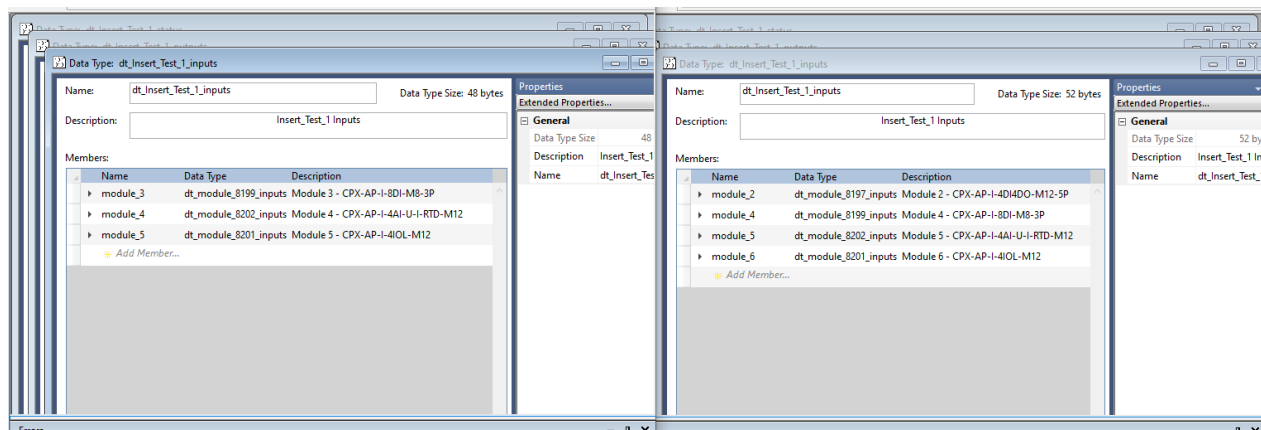 Data Type: dt_Insert_Test_1_inputs
Name:
dt_Insert_Test_1_inputs
Data Type Size: 48 bytes
Description:
Insert_Test_1 Inputs
Members:
Name Data Type Description
module_3 dt_module_8199_inputs Module 3 - CPX-AP-I-8DI-M8-3P
module_4 dt_module_8202_inputs Module 4 - CPX-AP-I-4AI-U-I-RTD-M12
module_5 dt_module_8201_inputs Module 5 - CPX-AP-I-4IOL-M12
Add Member...
Properties
Extended Properties...
General
Data Type Size 48
Description Insert_Test_1
Name dt_Insert_Tes
Data Type: dt_Insert_Test_1_inputs
Name:
dt_Insert_Test_1_inputs
Data Type Size: 52 bytes
Description:
Insert_Test_1 Inputs
Members:
Name Data Type Description
module_2 dt_module_8197_inputs Module 2 - CPX-AP-I-4DI4DO-M12-5P
module_4 dt_module_8199_inputs Module 4 - CPX-AP-I-8DI-M8-3P
module_5 dt_module_8202_inputs Module 5 - CPX-AP-I-4AI-U-I-RTD-M12
module_6 dt_module_8201_inputs Module 6 - CPX-AP-I-4IOL-M12
Add Member...
Properties
Extended Properties...
General
Data Type Size 52 by
Description Insert_Test_1 In
Name dt_Insert_Test_